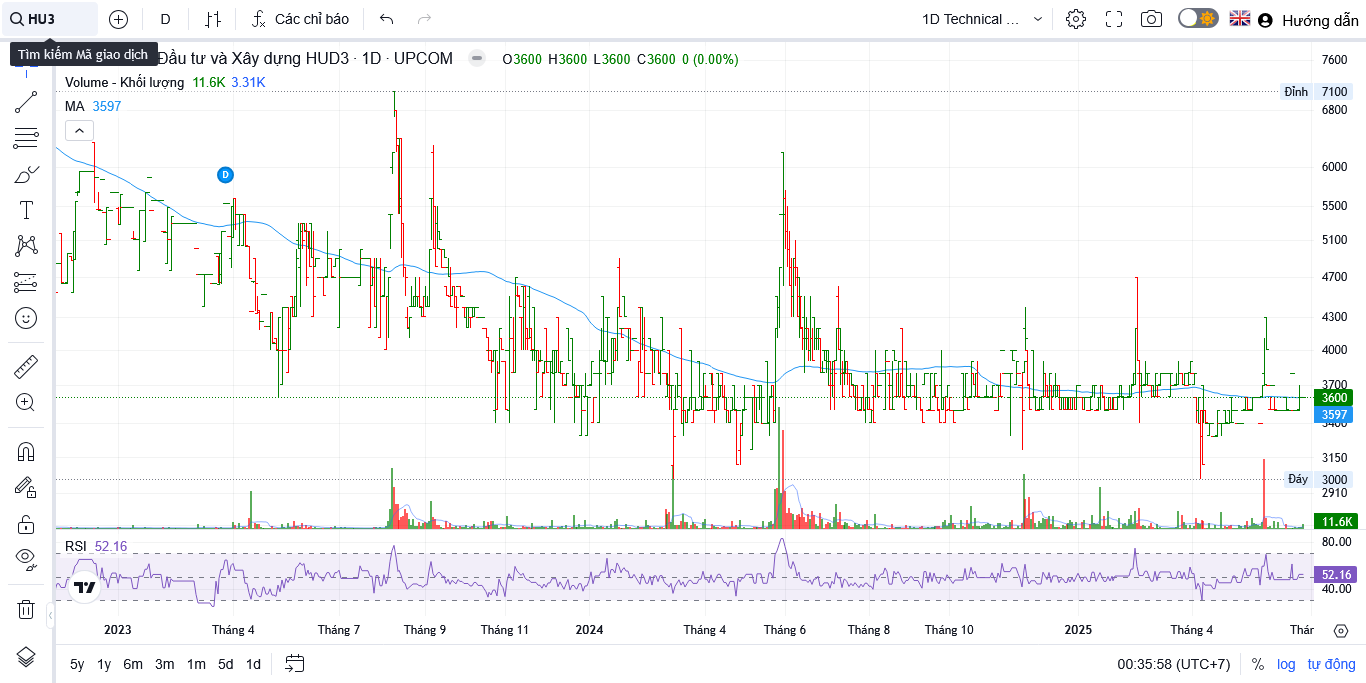 HU3
D
Các chỉ báo
1D Technical ...
Hướng dẫn
Tìm kiếm Mã giao dịch
Đầu tư và Xây dựng HUD3 · 1D · UPCOM
O3600 H3600 L3600 C3600 0 (0.00%)
Volume - Khối lượng 11.6K 3.31K
MA 3597
D
7600
Đỉnh 7100
6800
6000
5500
5100
4700
4300
4000
3700
3600
3597
3400
3150
Đáy 3000
2910
11.6K
RSI 52.16
80.00
52.16
40.00
2023 Tháng 4 Tháng 7 Tháng 9 Tháng 11 2024 Tháng 4 Tháng 6 Tháng 8 Tháng 10 2025 Tháng 4 Thár
5y 1y 6m 3m 1m 5d 1d
00:35:58 (UTC+7) % log tự động